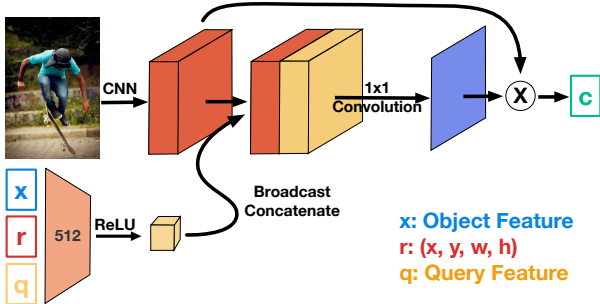 CNN
1x1
Convolution
X
c
x
r
q
512
ReLU
Broadcast
Concatenate
x: Object Feature
r: (x, y, w, h)
q: Query Feature